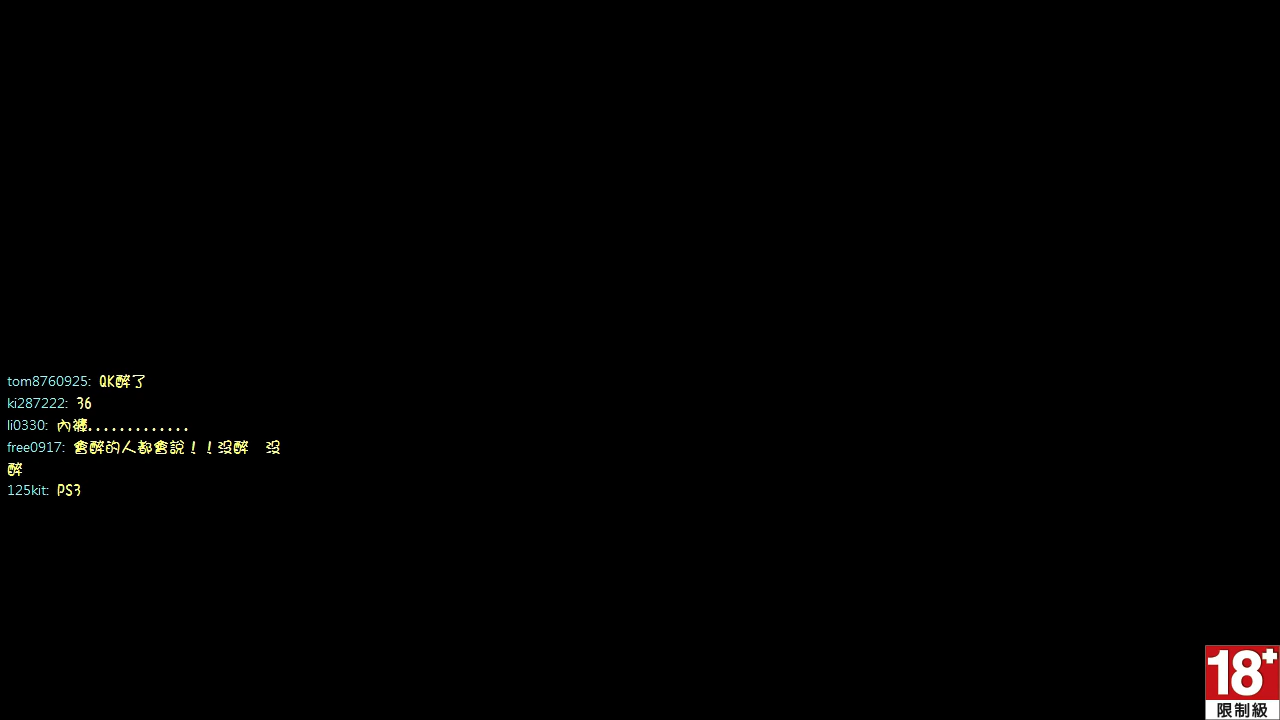 tom8760925: QK醉了
ki287222: 36
li0330: 內褲.............
free0917: 會醉的人都會說！！沒醉　沒
醉
125kit: PS3
18+
限制級